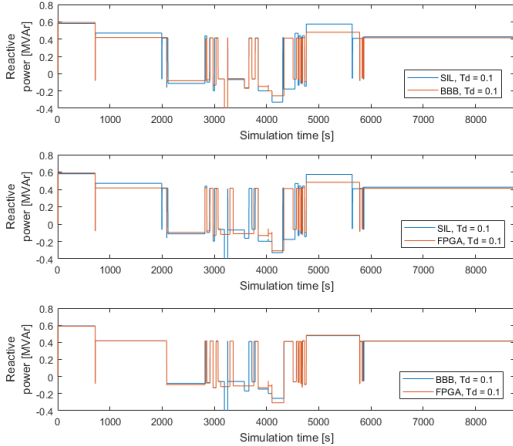 0.8
0.6
0.4
0.2
0
-0.2
-0.4
Reactive
power [MVAr]
0 1000 2000 3000 4000 5000 6000 7000 8000
Simulation time [s]
SIL, Td = 0.1
BBB, Td = 0.1
0.8
0.6
0.4
0.2
0
-0.2
-0.4
Reactive
power [MVAr]
0 1000 2000 3000 4000 5000 6000 7000 8000
Simulation time [s]
SIL, Td = 0.1
FPGA, Td = 0.1
0.8
0.6
0.4
0.2
0
-0.2
-0.4
Reactive
power [MVAr]
0 1000 2000 3000 4000 5000 6000 7000 8000
Simulation time [s]
BBB, Td = 0.1
FPGA, Td = 0.1